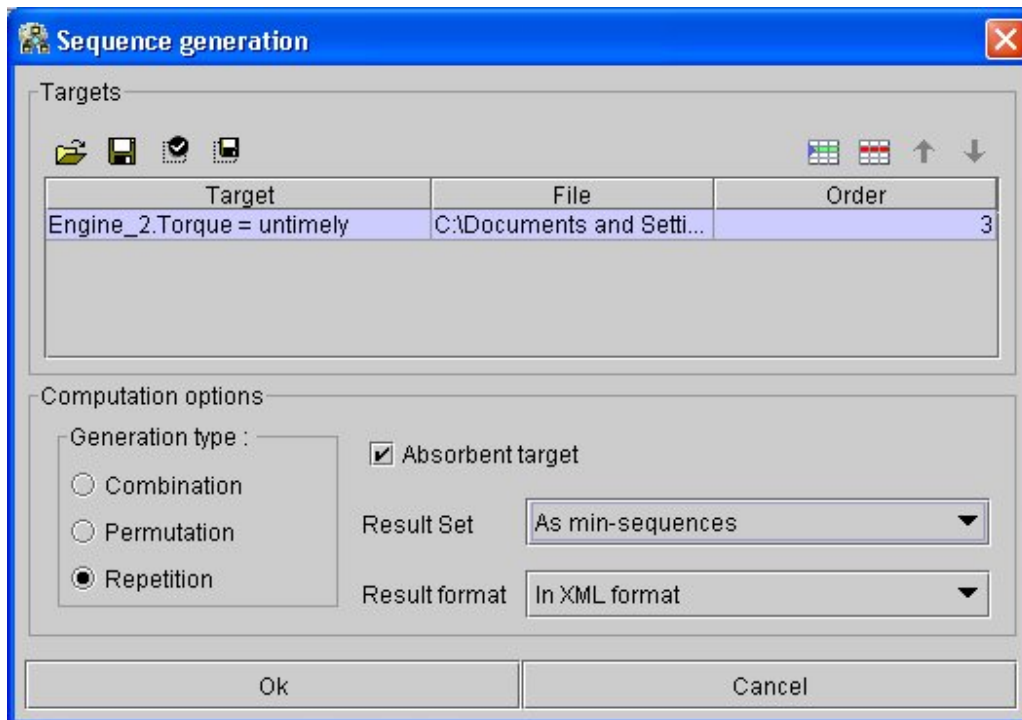 Sequence generation
Targets
Target File Order
Engine_2.Torque = untimely C:\Documents and Setti... 3
Computation options
Generation type :
Combination
Permutation
Repetition
Absorbent target
Result Set As min-sequences
Result format In XML format
Ok Cancel